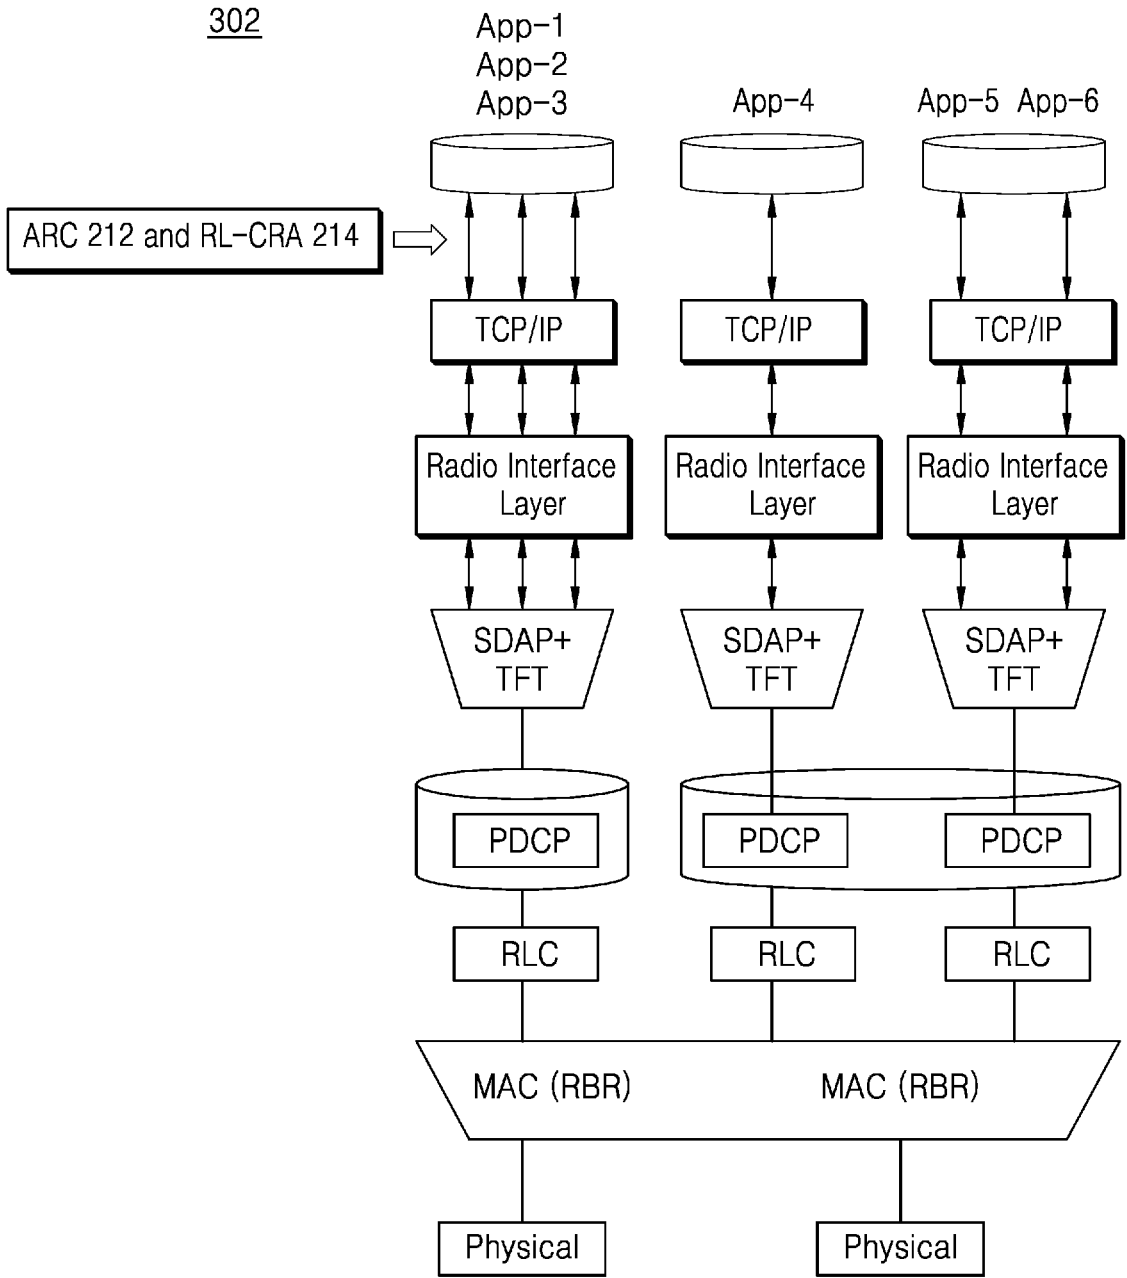 302
App-1
App-2
App-3
App-4
App-5 App-6
ARC 212 and RL-CRA 214
TCP/IP
TCP/IP
TCP/IP
Radio Interface
Layer
Radio Interface
Layer
Radio Interface
Layer
SDAP+
TFT
SDAP+
TFT
SDAP+
TFT
PDCP
PDCP
PDCP
RLC
RLC
RLC
MAC (RBR)
MAC (RBR)
Physical
Physical